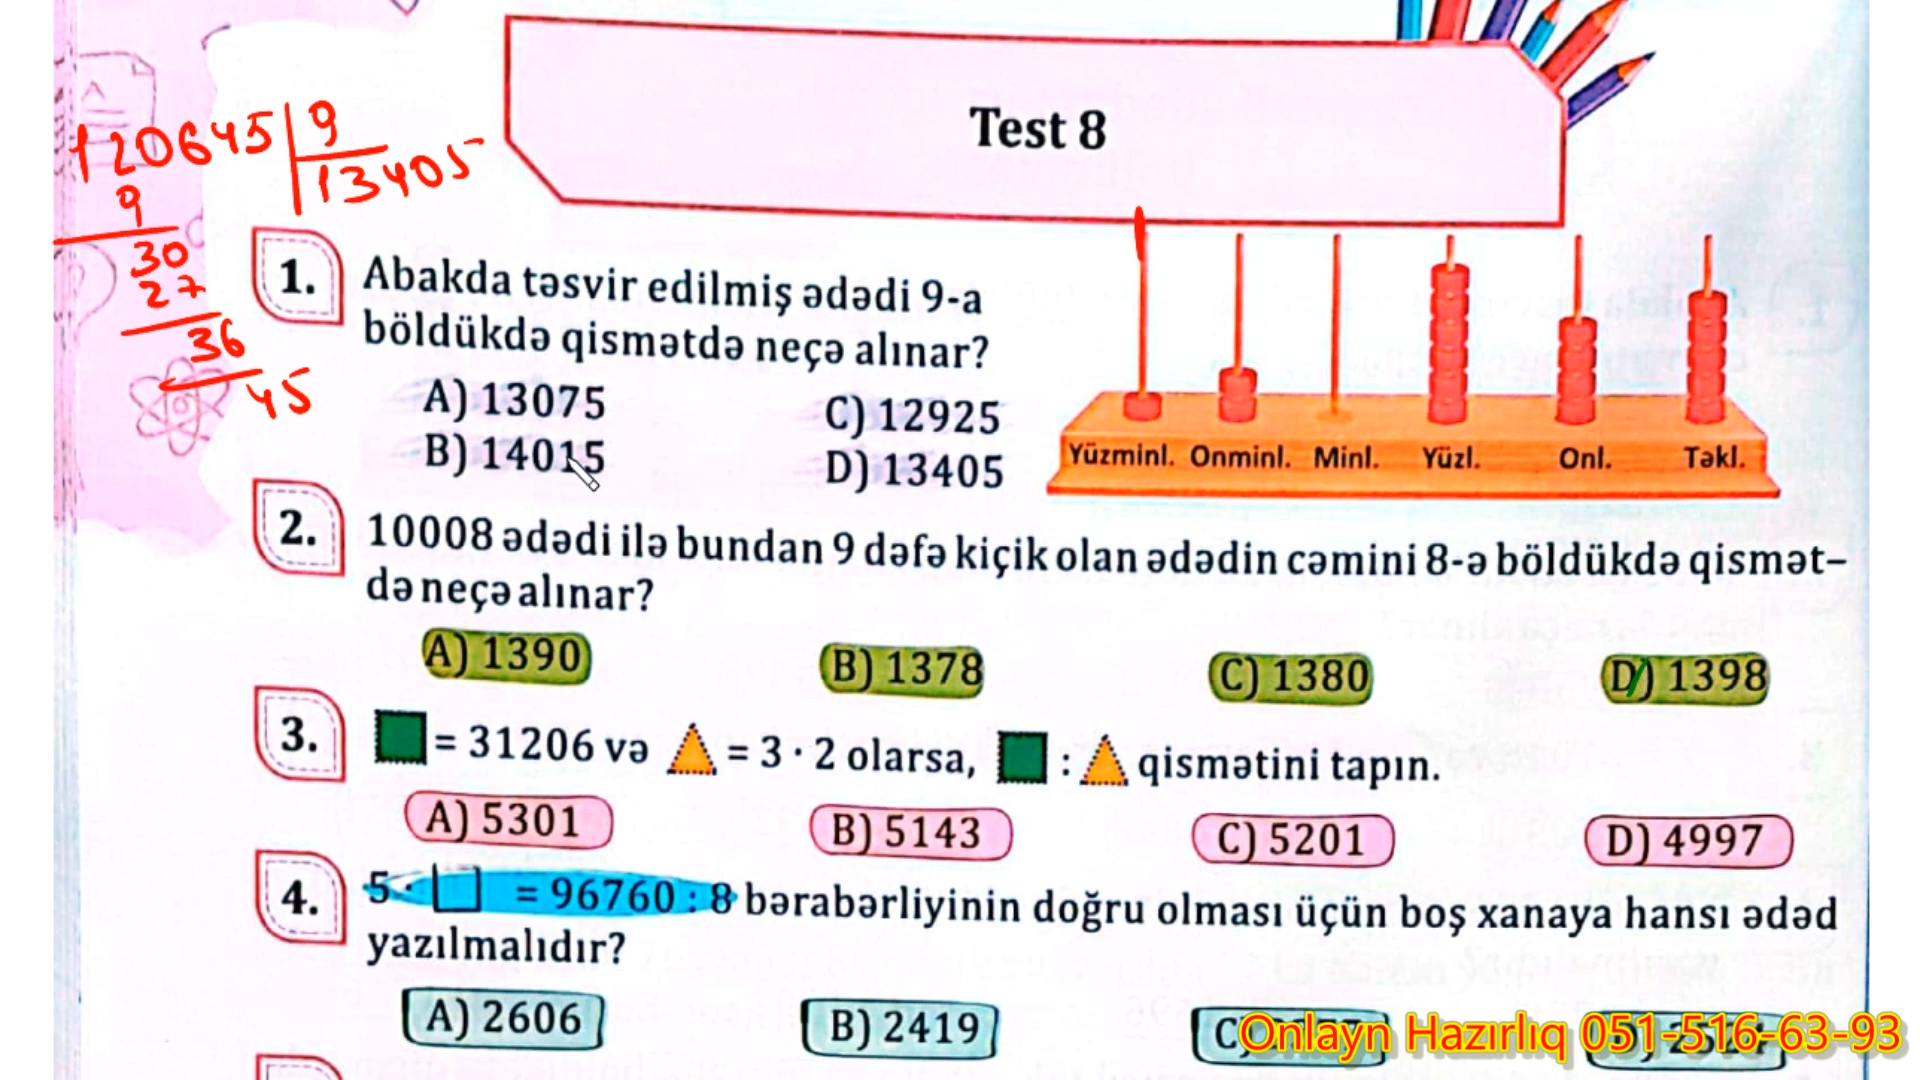 Test 8
120645 9
13405
9
30
27
36
45
1. Abakda təsvir edilmiş ədədi 9-a
böldükdə qismətdə neçə alınar?
A) 13075 C) 12925
B) 14015 D) 13405
Yüzminl. Onminl. Minl. Yüzl. Onl. Təkl.
2. 10008 ədədi ilə bundan 9 dəfə kiçik olan ədədin cəmini 8-ə böldükdə qismət–
də neçə alınar?
A) 1390 B) 1378 C) 1380 D) 1398
3. = 31206 və = 3 · 2 olarsa, : qismətini tapın.
A) 5301 B) 5143 C) 5201 D) 4997
4. 5 · = 96760 : 8 bərabərliyinin doğru olması üçün boş xanaya hansı ədəd
yazılmalıdır?
A) 2606 B) 2419 C) D)
Onlayn Hazırlıq 051-516-63-93